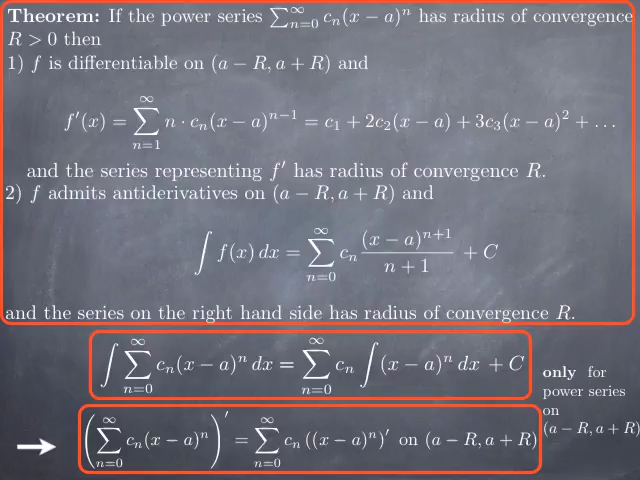 Theorem: If the power series ∑_{n=0}^{∞} c_n(x − a)^n has radius of convergence
R > 0 then
1) f is differentiable on (a − R, a + R) and
f′(x) = ∑_{n=1}^{∞} n · c_n(x − a)^{n−1} = c_1 + 2c_2(x − a) + 3c_3(x − a)^2 + …
and the series representing f′ has radius of convergence R.
2) f admits antiderivatives on (a − R, a + R) and
∫ f(x) dx = ∑_{n=0}^{∞} c_n (x − a)^{n+1} / (n + 1) + C
and the series on the right hand side has radius of convergence R.
∫ ∑_{n=0}^{∞} c_n(x − a)^n dx = ∑_{n=0}^{∞} c_n ∫ (x − a)^n dx + C
only for
power series
on
(a − R, a + R)
(∑_{n=0}^{∞} c_n(x − a)^n)′ = ∑_{n=0}^{∞} c_n ((x − a)^n)′ on (a − R, a + R)